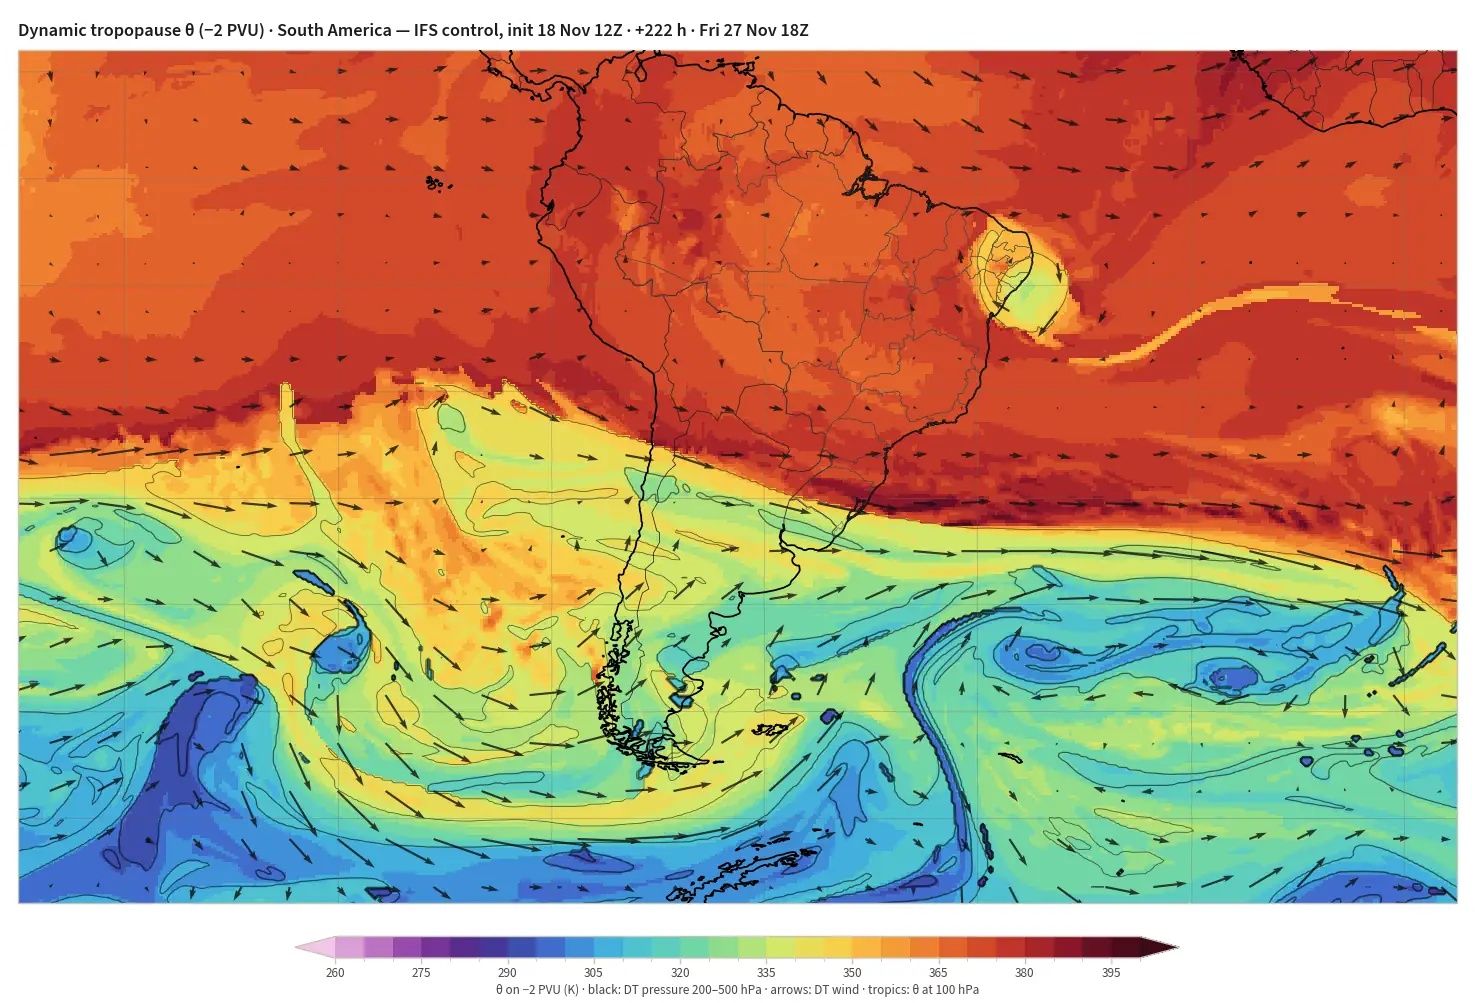 Dynamic tropopause θ (−2 PVU) · South America — IFS control, init 18 Nov 12Z · +222 h · Fri 27 Nov 18Z
260 275 290 305 320 335 350 365 380 395
θ on −2 PVU (K) · black: DT pressure 200–500 hPa · arrows: DT wind · tropics: θ at 100 hPa